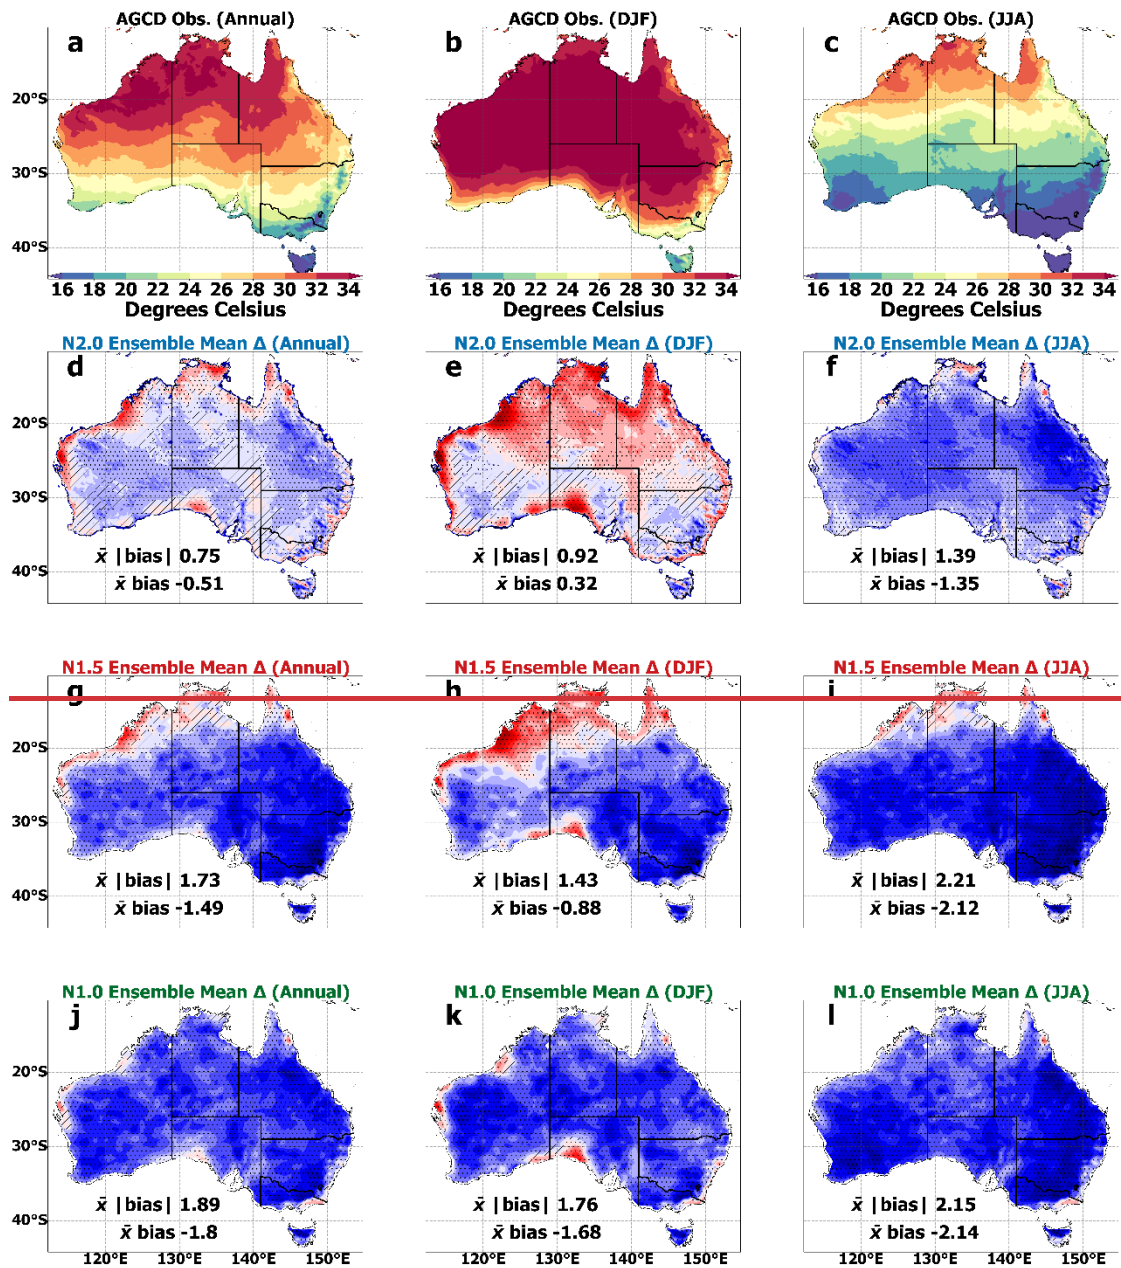 AGCD Obs. (Annual) AGCD Obs. (DJF) AGCD Obs. (JJA)
a b c
20°S
30°S
40°S
16 18 20 22 24 26 28 30 32 34 16 18 20 22 24 26 28 30 32 34 16 18 20 22 24 26 28 30 32 34
Degrees Celsius Degrees Celsius Degrees Celsius
N2.0 Ensemble Mean Δ (Annual) N2.0 Ensemble Mean Δ (DJF) N2.0 Ensemble Mean Δ (JJA)
d e f
20°S
30°S
x̄ |bias| 0.75 x̄ |bias| 0.92 x̄ |bias| 1.39
40°S
x̄ bias -0.51 x̄ bias 0.32 x̄ bias -1.35
N1.5 Ensemble Mean Δ (Annual) N1.5 Ensemble Mean Δ (DJF) N1.5 Ensemble Mean Δ (JJA)
g h i
20°S
30°S
x̄ |bias| 1.73 x̄ |bias| 1.43 x̄ |bias| 2.21
40°S
x̄ bias -1.49 x̄ bias -0.88 x̄ bias -2.12
N1.0 Ensemble Mean Δ (Annual) N1.0 Ensemble Mean Δ (DJF) N1.0 Ensemble Mean Δ (JJA)
j k l
20°S
30°S
x̄ |bias| 1.89 x̄ |bias| 1.76 x̄ |bias| 2.15
40°S
x̄ bias -1.8 x̄ bias -1.68 x̄ bias -2.14
120°E 130°E 140°E 150°E 120°E 130°E 140°E 150°E 120°E 130°E 140°E 150°E